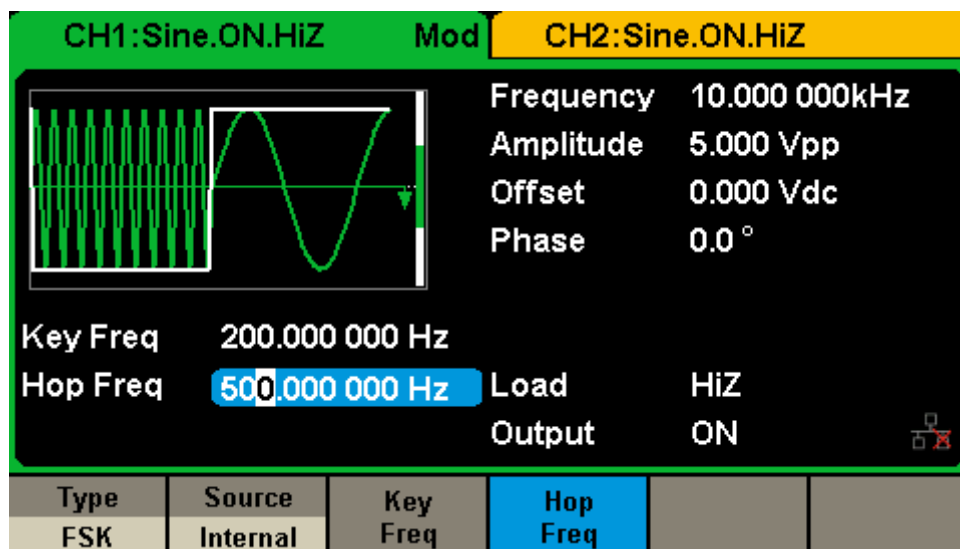 CH1:Sine.ON.HiZ Mod CH2:Sine.ON.HiZ
Frequency 10.000 000kHz
Amplitude 5.000 Vpp
Offset 0.000 Vdc
Phase 0.0 °
Key Freq 200.000 000 Hz
Hop Freq 500.000 000 Hz Load HiZ
Output ON
Type Source Key Hop
FSK Internal Freq Freq